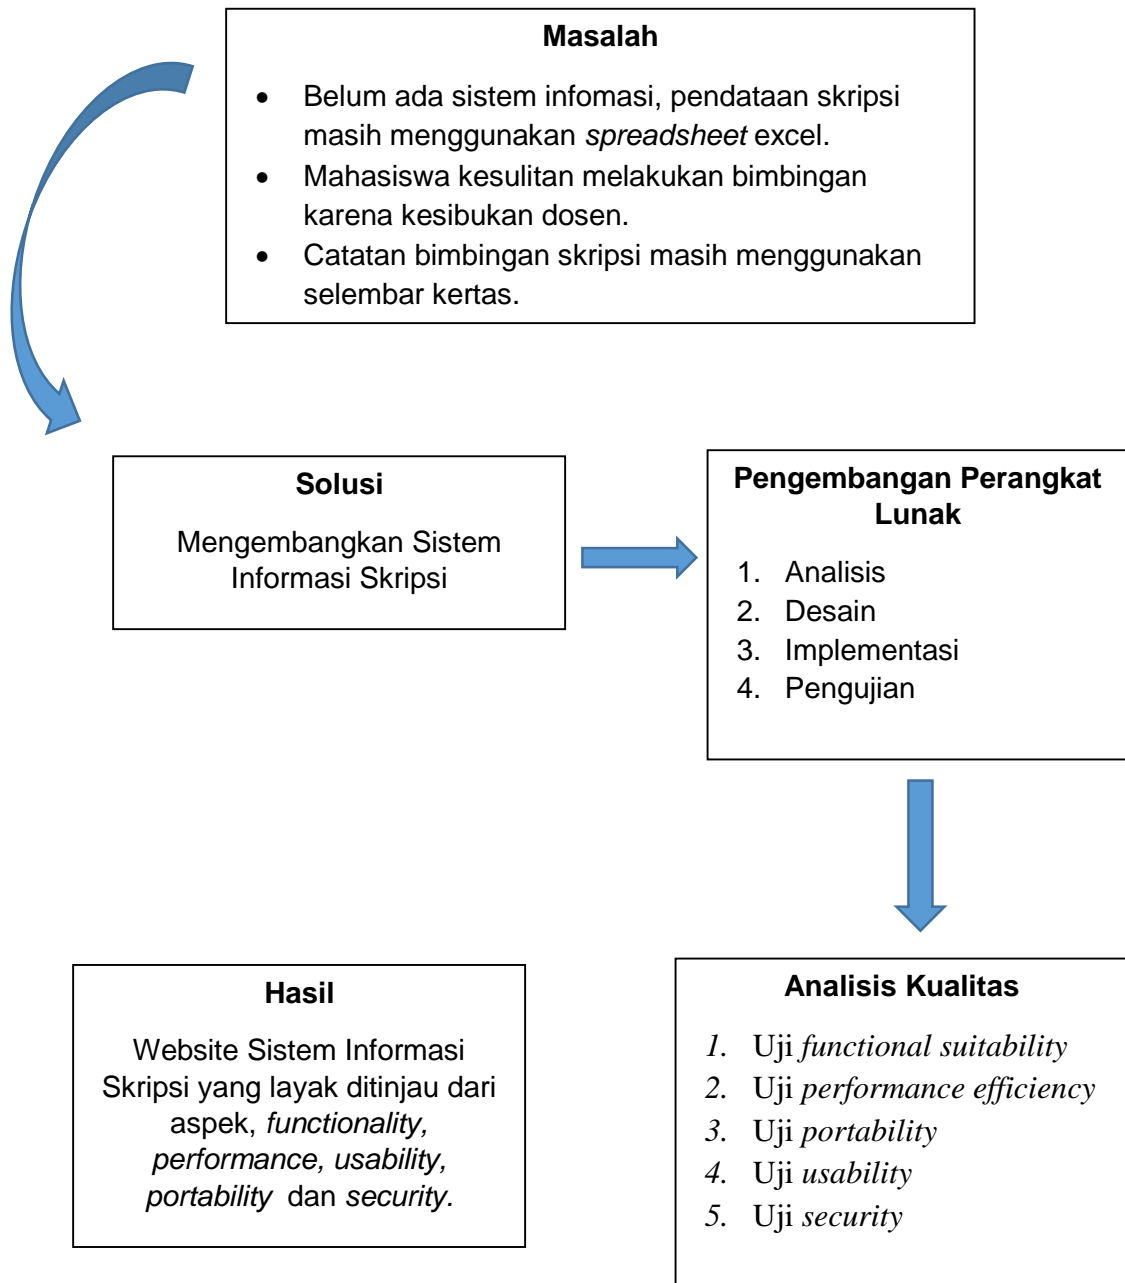 Masalah
• Belum ada sistem infomasi, pendataan skripsi
masih menggunakan spreadsheet excel.
• Mahasiswa kesulitan melakukan bimbingan
karena kesibukan dosen.
• Catatan bimbingan skripsi masih menggunakan
selembar kertas.
Solusi
Mengembangkan Sistem
Informasi Skripsi
Pengembangan Perangkat
Lunak
1. Analisis
2. Desain
3. Implementasi
4. Pengujian
Hasil
Website Sistem Informasi
Skripsi yang layak ditinjau dari
aspek, functionality,
performance, usability,
portability dan security.
Analisis Kualitas
1. Uji functional suitability
2. Uji performance efficiency
3. Uji portability
4. Uji usability
5. Uji security